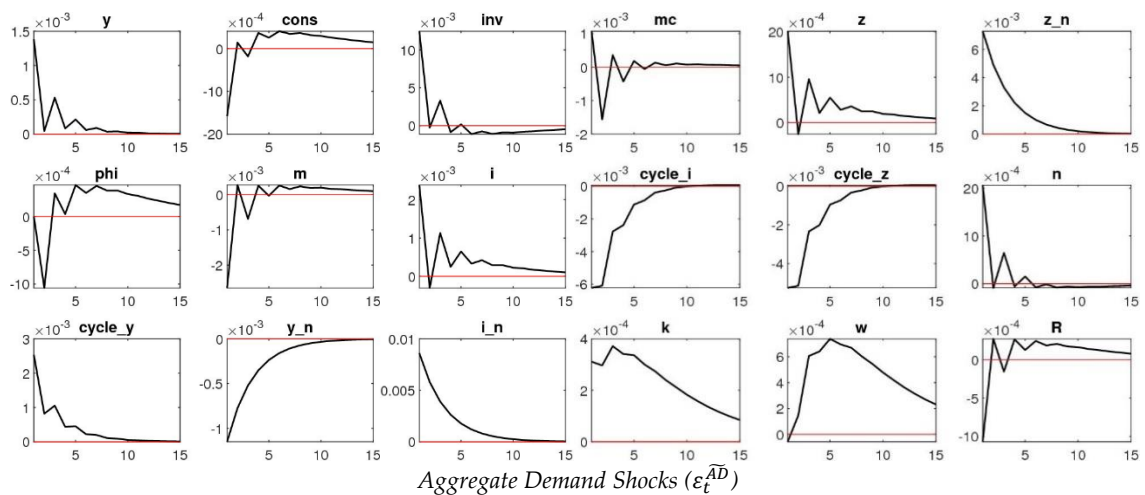 y cons inv mc z z_n
×10⁻³ ×10⁻⁴ ×10⁻³ ×10⁻³ ×10⁻⁴ ×10⁻³
1.5 1 0.5 0
0 -10 -20
10 5 0
1 0 -1 -2
20 10 0
6 4 2 0
5 10 15 5 10 15 5 10 15 5 10 15 5 10 15 5 10 15
phi m i cycle_i cycle_z n
×10⁻⁴ ×10⁻³ ×10⁻³ ×10⁻³ ×10⁻³ ×10⁻⁴
0 -5 -10
0 -1 -2
2 1 0
0 -2 -4 -6
0 -2 -4
20 10 0
5 10 15 5 10 15 5 10 15 5 10 15 5 10 15 5 10 15
cycle_y y_n i_n k w R
×10⁻³ ×10⁻³ ×10⁻⁴ ×10⁻⁴ ×10⁻⁴
3 2 1 0
0 -0.5 -1
0.01 0.005 0
4 2 0
6 4 2 0
0 -5 -10
5 10 15 5 10 15 5 10 15 5 10 15 5 10 15 5 10 15
Aggregate Demand Shocks (ε_t^ÃD)